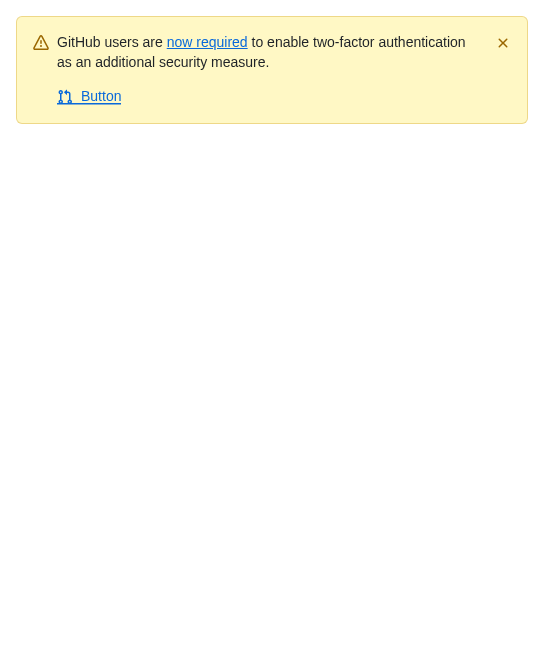 GitHub users are now required to enable two-factor authentication
as an additional security measure.
Button